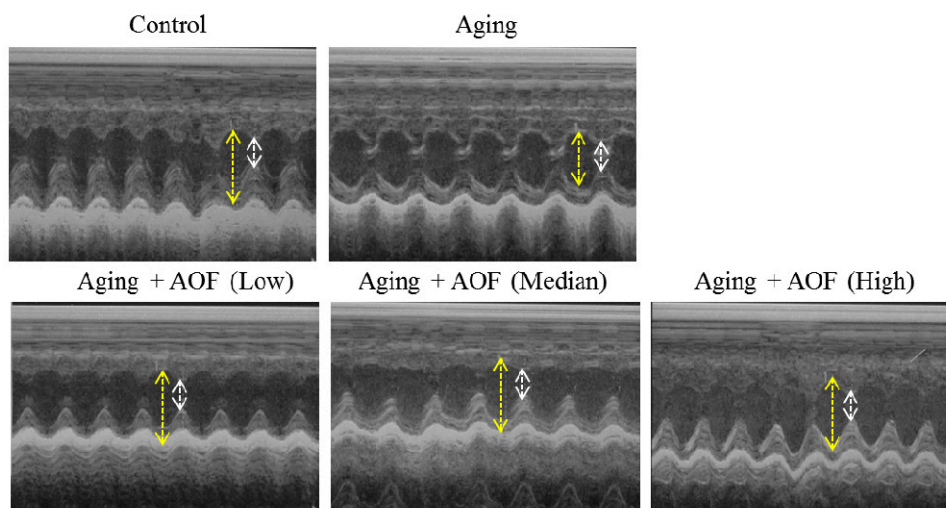 Control
Aging
Aging + AOF (Low)
Aging + AOF (Median)
Aging + AOF (High)